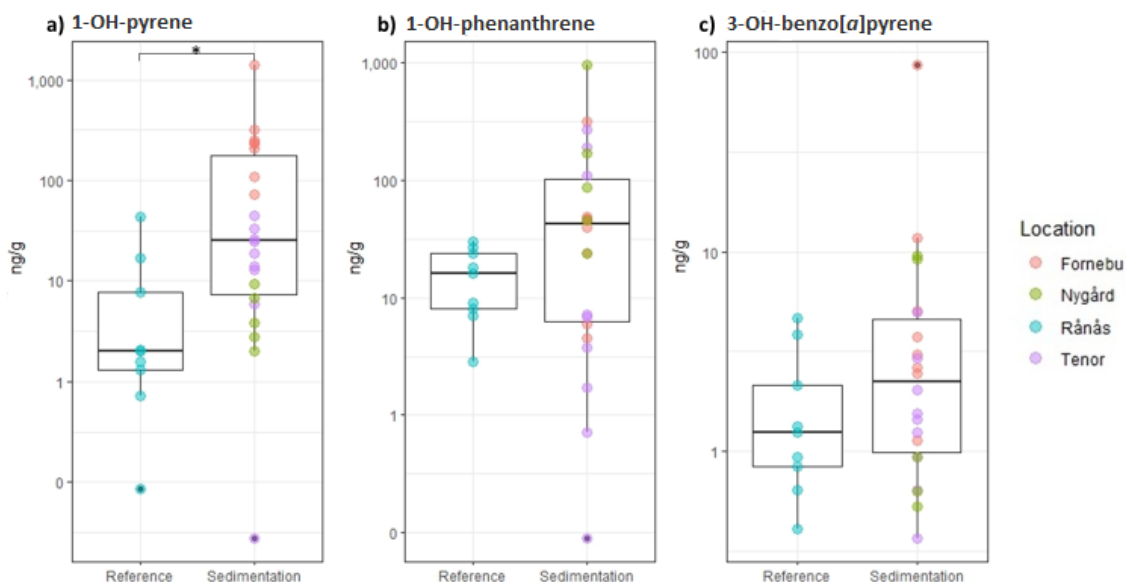 a) 1-OH-pyrene
*
1,000
100
10
1
0
ng/g
Reference
Sedimentation
b) 1-OH-phenanthrene
1,000
100
10
1
0
ng/g
Reference
Sedimentation
c) 3-OH-benzo[a]pyrene
100
10
1
ng/g
Reference
Sedimentation
Location
Fornebu
Nygård
Rånås
Tenor